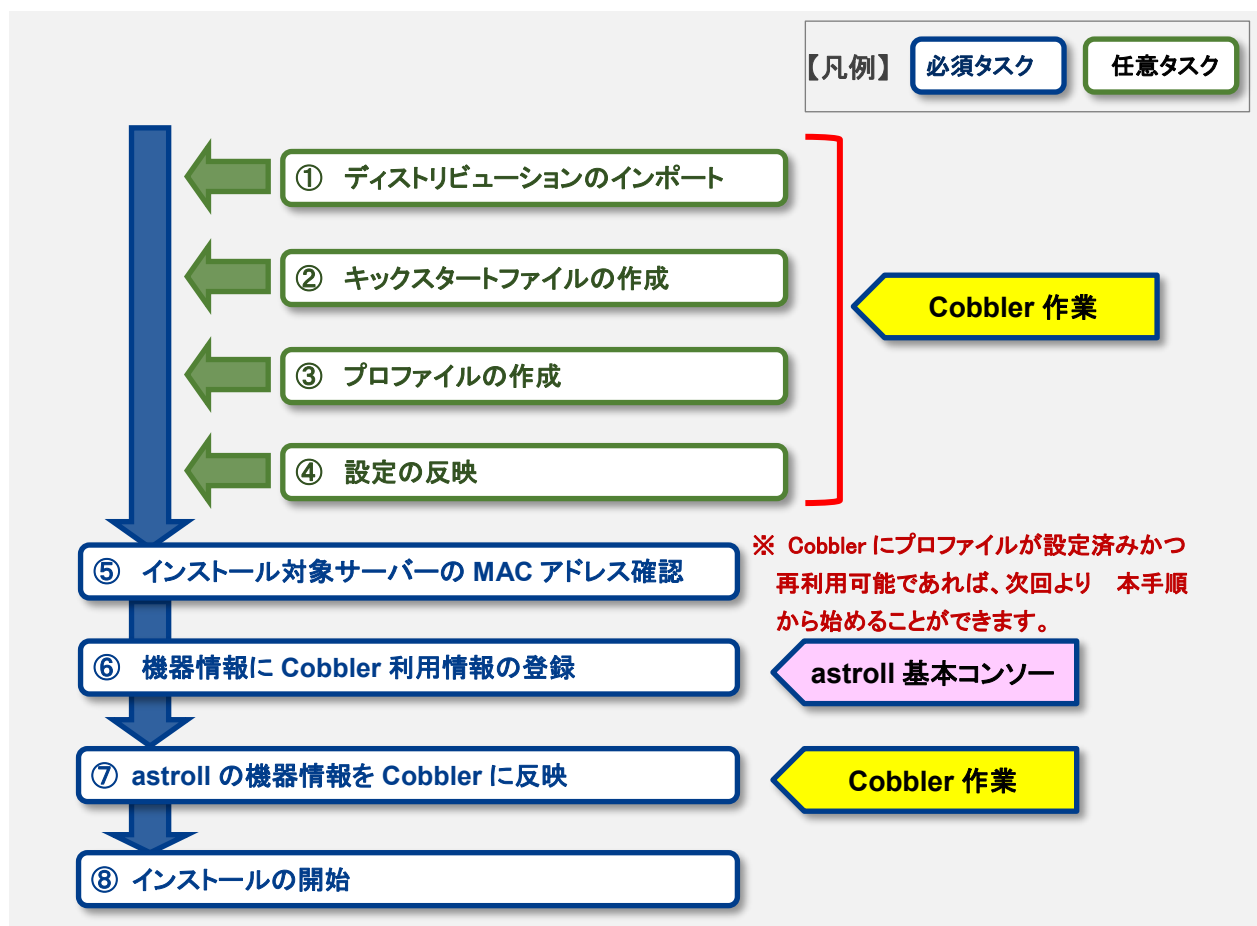 【凡例】 必須タスク 任意タスク
① ディストリビューションのインポート
② キックスタートファイルの作成
Cobbler 作業
③ プロファイルの作成
④ 設定の反映
⑤ インストール対象サーバーの MAC アドレス確認
※ Cobbler にプロファイルが設定済みかつ
再利用可能であれば、次回より 本手順
から始めることができます。
⑥ 機器情報に Cobbler 利用情報の登録
astroll 基本コンソー
⑦ astroll の機器情報を Cobbler に反映
Cobbler 作業
⑧ インストールの開始